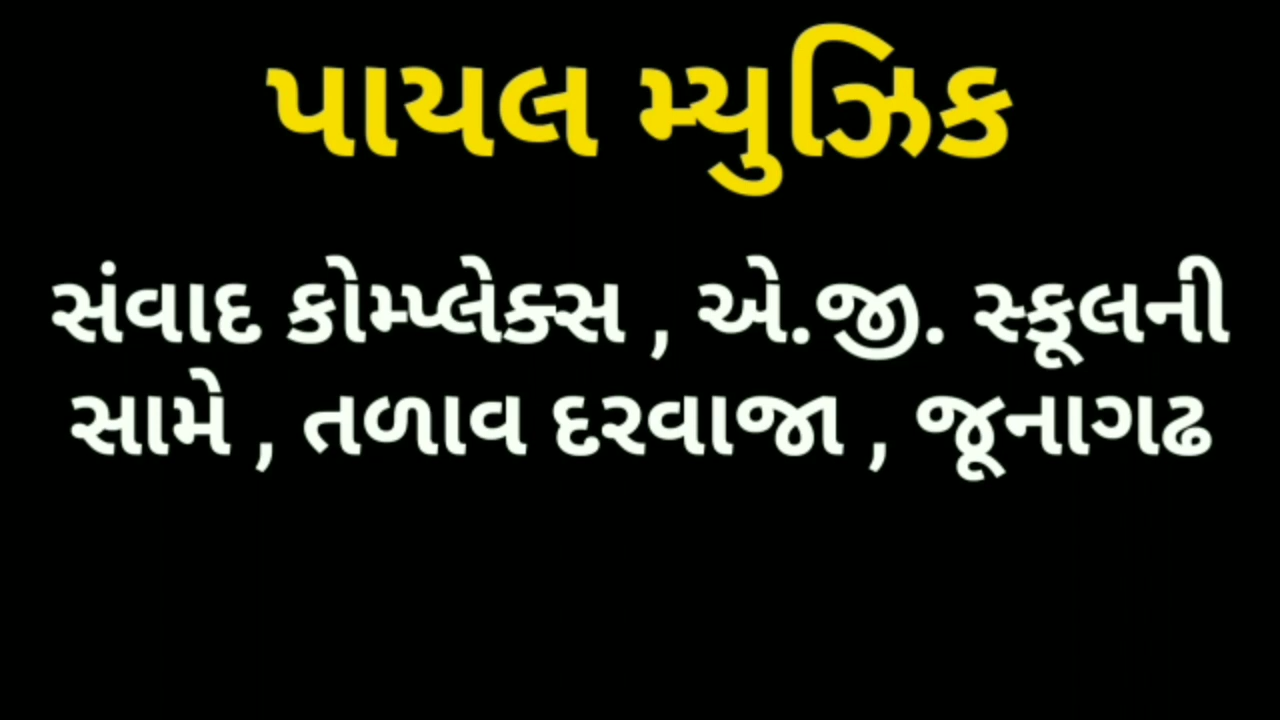 પાયલ મ્યુઝિક
સંવાદ કોમ્પ્લેક્સ , એ.જી. સ્કૂલની
સામે , તળાવ દરવાજા , જૂનાગઢ